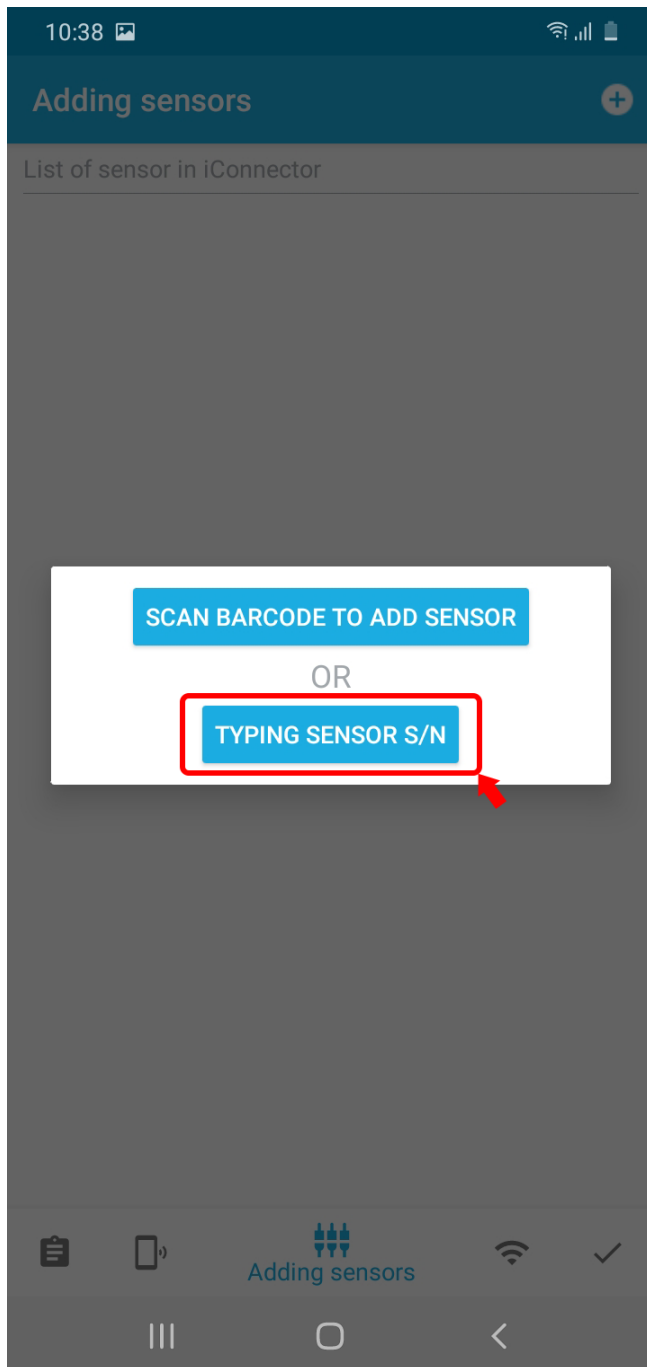 10:38
Adding sensors
List of sensor in iConnector
SCAN BARCODE TO ADD SENSOR
OR
TYPING SENSOR S/N
Adding sensors